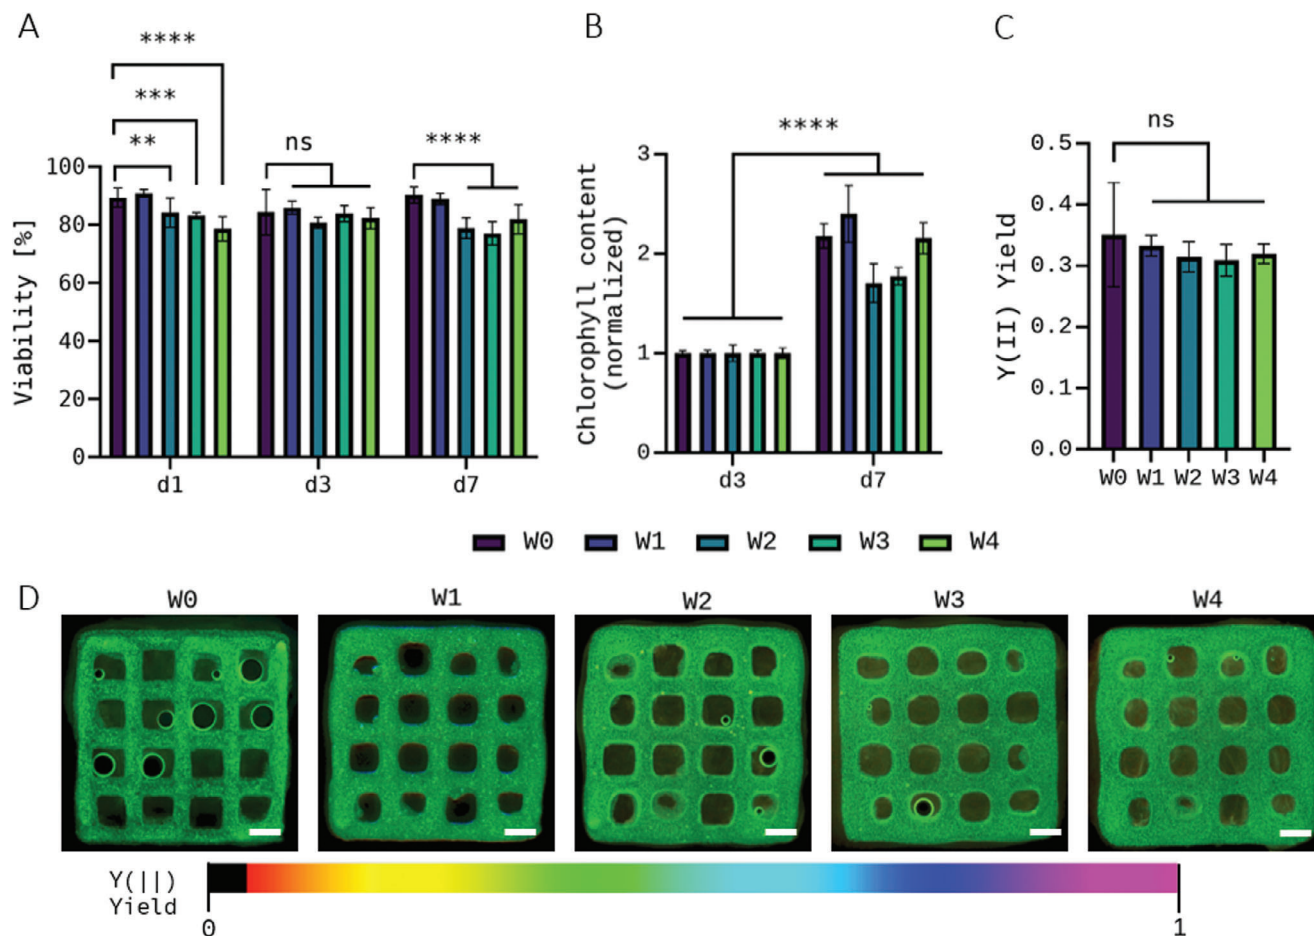 A
B
C
****
***
**
ns
****
****
ns
Viability [%]
100
80
60
40
20
0
d1
d3
d7
Chlorophyll content
(normalized)
3
2
1
0
d3
d7
Y(II) Yield
0.5
0.4
0.3
0.2
0.1
0.0
W0 W1 W2 W3 W4
W0 W1 W2 W3 W4
D
W0 W1 W2 W3 W4
Y(||)
Yield
0 1